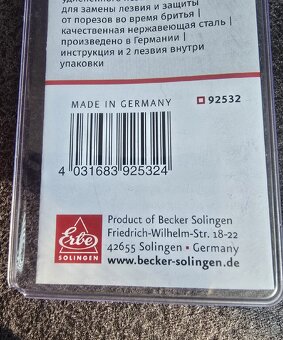 для замены лезвия и защиты
от порезов во время бритья |
качественная нержавеющая сталь |
произведено в Германии |
инструкция и 2 лезвия внутри
упаковки
MADE IN GERMANY
92532
4 031683 925324
Erbe
SOLINGEN
Product of Becker Solingen
Friedrich-Wilhelm-Str. 18-22
42655 Solingen • Germany
www.becker-solingen.de